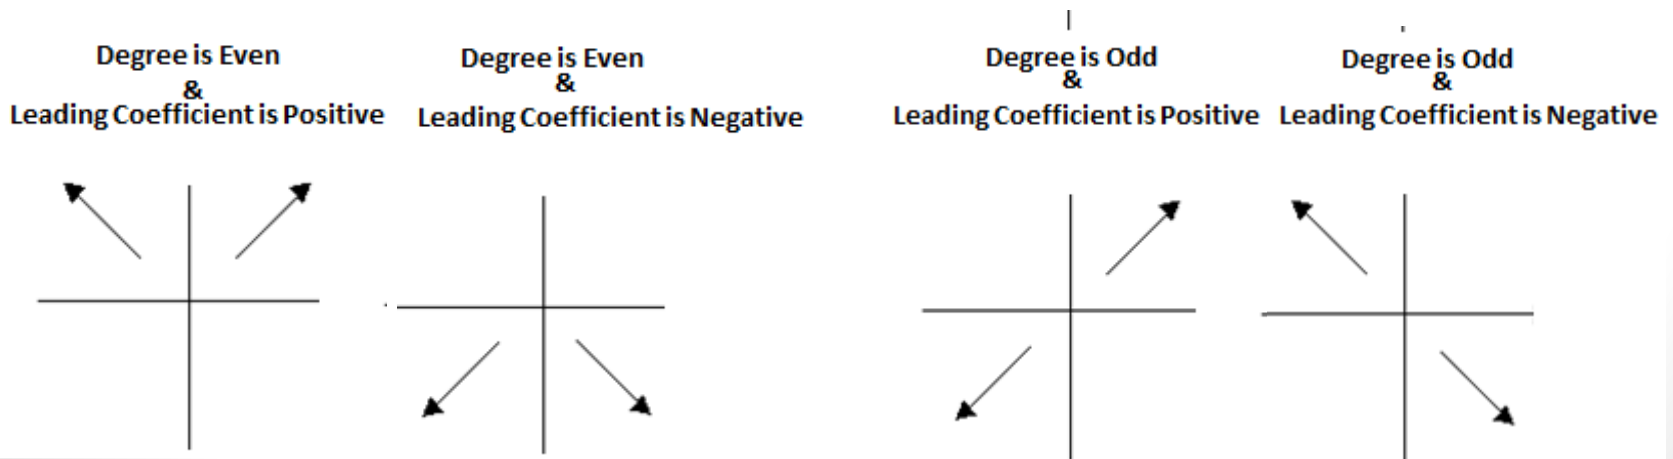 Degree is Even
&
Leading Coefficient is Positive
Degree is Even
&
Leading Coefficient is Negative
Degree is Odd
&
Leading Coefficient is Positive
Degree is Odd
&
Leading Coefficient is Negative